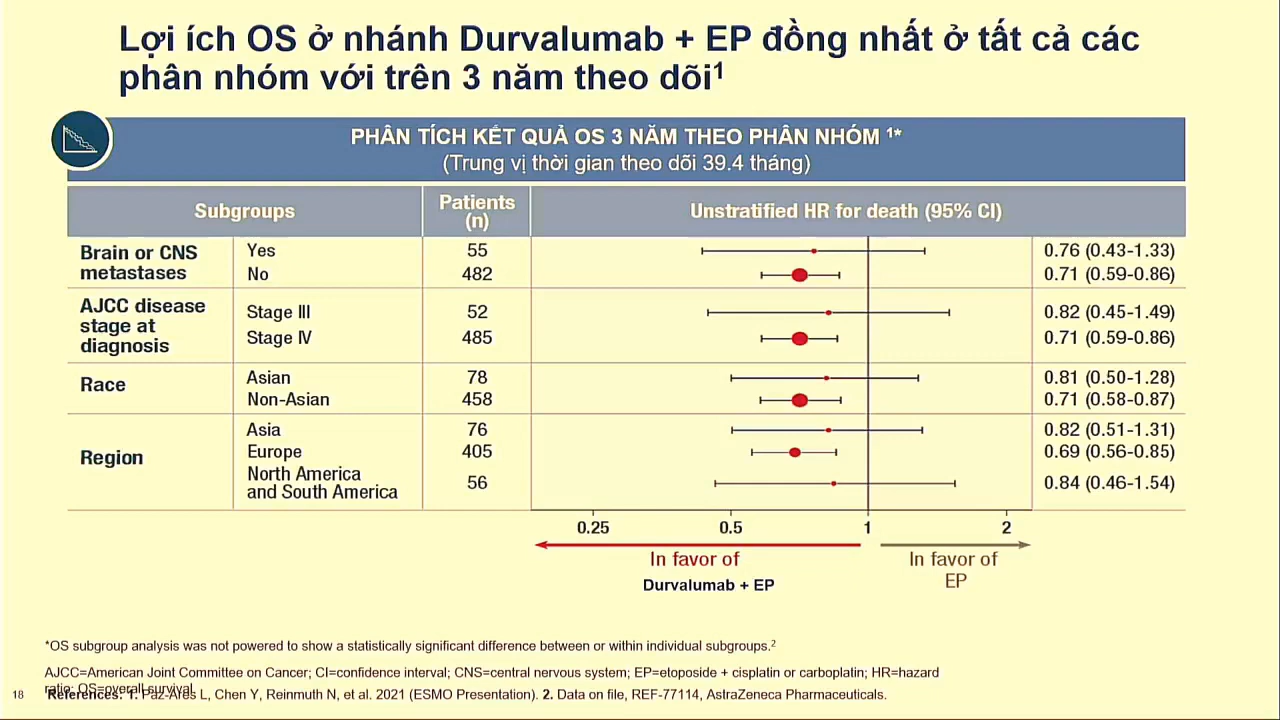 Lợi ích OS ở nhánh Durvalumab + EP đồng nhất ở tất cả các
phân nhóm với trên 3 năm theo dõi1
PHÂN TÍCH KẾT QUẢ OS 3 NĂM THEO PHÂN NHÓM 1*
(Trung vị thời gian theo dõi 39.4 tháng)
Subgroups
Patients
(n)
Unstratified HR for death (95% CI)
Brain or CNS
metastases
Yes 55 0.76 (0.43-1.33)
No 482 0.71 (0.59-0.86)
AJCC disease
stage at
diagnosis
Stage III 52 0.82 (0.45-1.49)
Stage IV 485 0.71 (0.59-0.86)
Race
Asian 78 0.81 (0.50-1.28)
Non-Asian 458 0.71 (0.58-0.87)
Region
Asia 76 0.82 (0.51-1.31)
Europe 405 0.69 (0.56-0.85)
North America
and South America 56 0.84 (0.46-1.54)
0.25 0.5 1 2
In favor of
Durvalumab + EP
In favor of
EP
*OS subgroup analysis was not powered to show a statistically significant difference between or within individual subgroups.2
AJCC=American Joint Committee on Cancer; CI=confidence interval; CNS=central nervous system; EP=etoposide + cisplatin or carboplatin; HR=hazard
ratio; OS=overall survival
References: 1. Paz-Ares L, Chen Y, Reinmuth N, et al. 2021 (ESMO Presentation). 2. Data on file, REF-77114, AstraZeneca Pharmaceuticals.
18